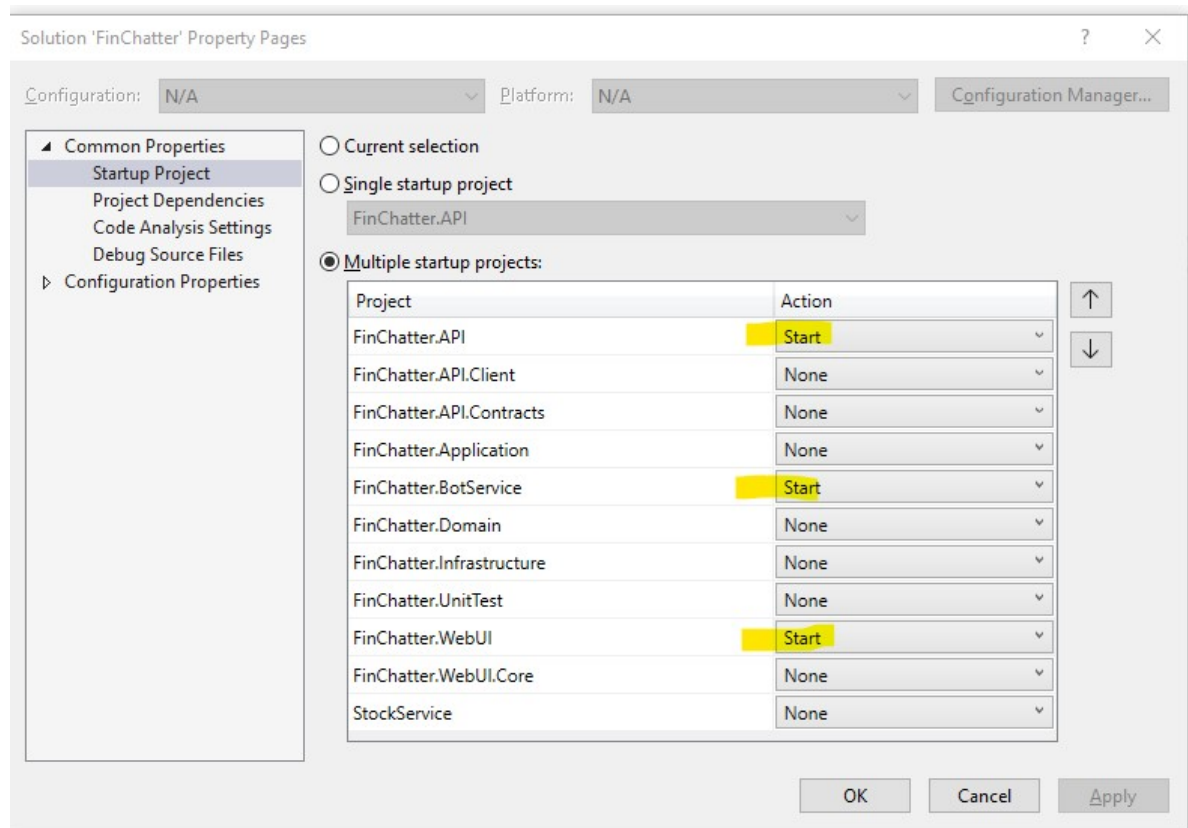 Solution 'FinChatter' Property Pages ?
Configuration: N/A Platform: N/A Configuration Manager...
Common Properties
Startup Project
Project Dependencies
Code Analysis Settings
Debug Source Files
Configuration Properties
Current selection
Single startup project
FinChatter.API
Multiple startup projects:
Project Action
FinChatter.API Start
FinChatter.API.Client None
FinChatter.API.Contracts None
FinChatter.Application None
FinChatter.BotService Start
FinChatter.Domain None
FinChatter.Infrastructure None
FinChatter.UnitTest None
FinChatter.WebUI Start
FinChatter.WebUI.Core None
StockService None
OK Cancel Apply